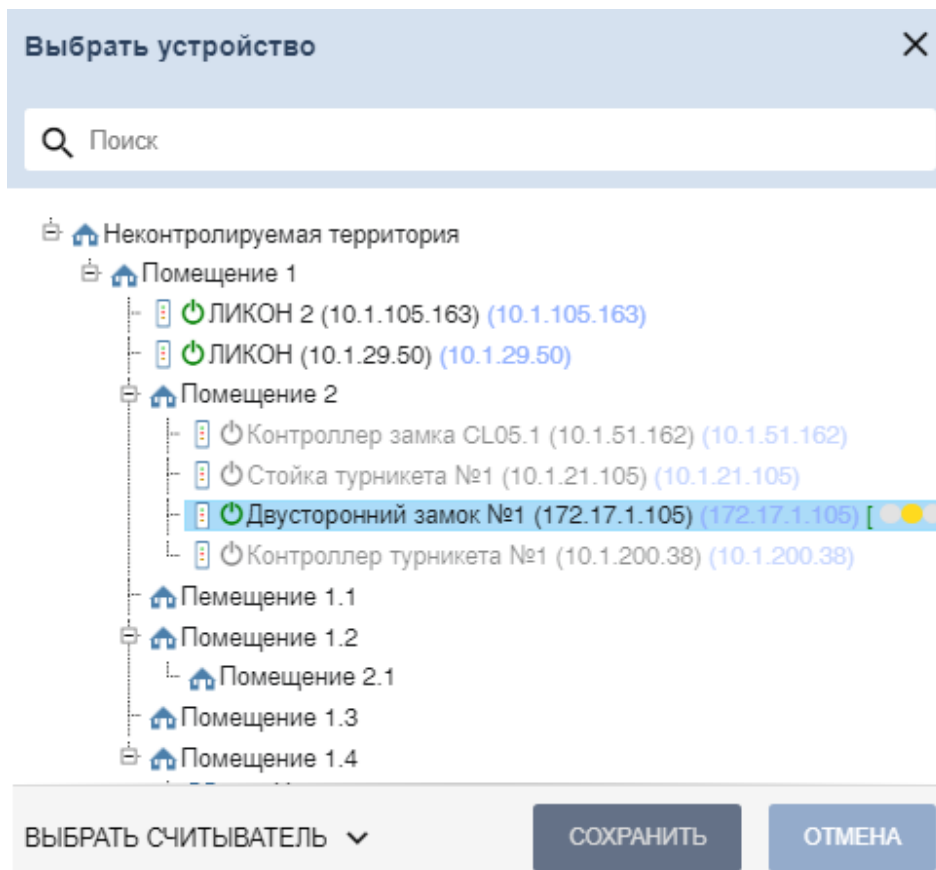 Выбрать устройство
Поиск
Неконтролируемая территория
Помещение 1
ЛИКОН 2 (10.1.105.163) (10.1.105.163)
ЛИКОН (10.1.29.50) (10.1.29.50)
Помещение 2
Контроллер замка CL05.1 (10.1.51.162) (10.1.51.162)
Стойка турникета №1 (10.1.21.105) (10.1.21.105)
Двусторонний замок №1 (172.17.1.105) (172.17.1.105) [
Контроллер турникета №1 (10.1.200.38) (10.1.200.38)
Пемещение 1.1
Помещение 1.2
Помещение 2.1
Помещение 1.3
Помещение 1.4
ВЫБРАТЬ СЧИТЫВАТЕЛЬ СОХРАНИТЬ ОТМЕНА